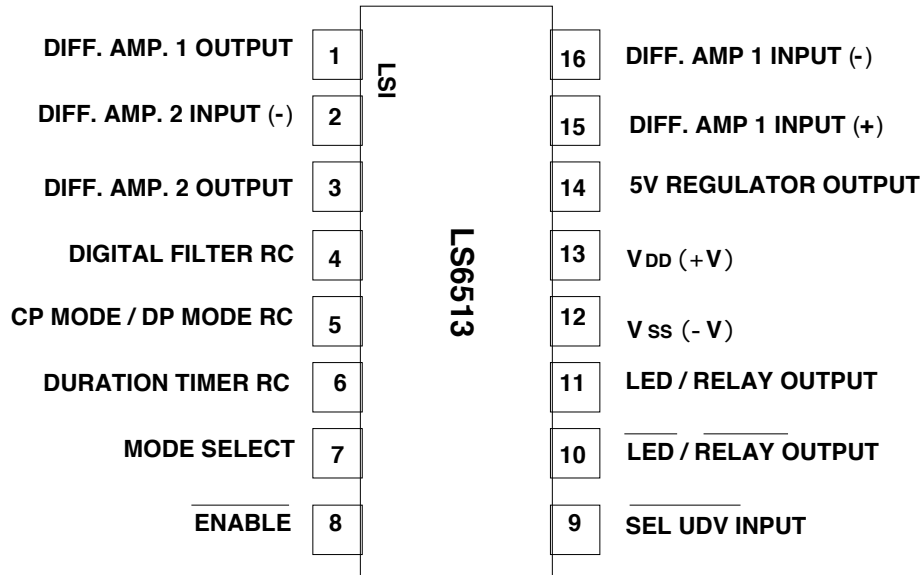 DIFF. AMP. 1 OUTPUT 1
DIFF. AMP. 2 INPUT (-) 2
DIFF. AMP. 2 OUTPUT 3
DIGITAL FILTER RC 4
CP MODE / DP MODE RC 5
DURATION TIMER RC 6
MODE SELECT 7
ENABLE 8
LSI
LS6513
16 DIFF. AMP 1 INPUT (-)
15 DIFF. AMP 1 INPUT (+)
14 5V REGULATOR OUTPUT
13 VDD (+V)
12 VSS (-V)
11 LED / RELAY OUTPUT
10 LED / RELAY OUTPUT
9 SEL UDV INPUT